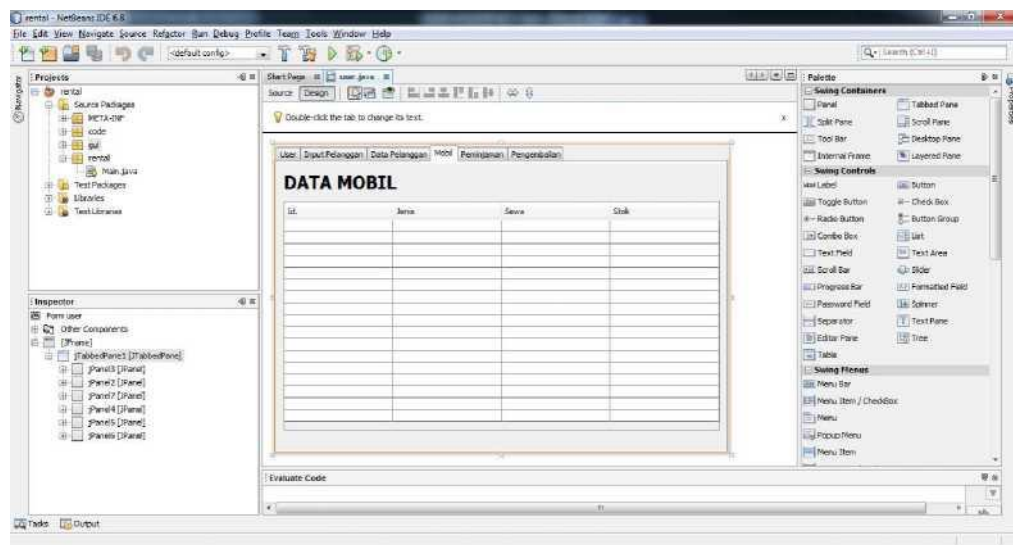 rental - NetBeans IDE 6.8
File Edit View Navigate Source Refactor Run Debug Profile Team Tools Window Help
<default config>
Search (Ctrl+I)
Navigator
Projects
rental
Source Packages
META-INF
code
gui
rental
Main.java
Test Packages
Libraries
Test Libraries
Inspector
Form user
Other Components
[JFrame]
jTabbedPane1 [JTabbedPane]
jPanel3 [JPanel]
jPanel2 [JPanel]
jPanel7 [JPanel]
jPanel4 [JPanel]
jPanel5 [JPanel]
jPanel6 [JPanel]
Start Page user.java
Source Design
Double-click the tab to change its text.
User Input Pelanggan Data Pelanggan Mobil Peminjaman Pengembalian
DATA MOBIL
Id. Jenis Sewa Stok
Evaluate Code
Palette
Swing Containers
Panel Tabbed Pane
Split Pane Scroll Pane
Tool Bar Desktop Pane
Internal Frame Layered Pane
Swing Controls
label Label Button
Toggle Button Check Box
Radio Button Button Group
Combo Box List
Text Field Text Area
Scroll Bar Slider
Progress Bar Formatted Field
Password Field Spinner
Separator Text Pane
Editor Pane Tree
Table
Swing Menus
Menu Bar
Menu Item / CheckBox
Menu
Popup Menu
Menu Item
Properties
Tasks Output